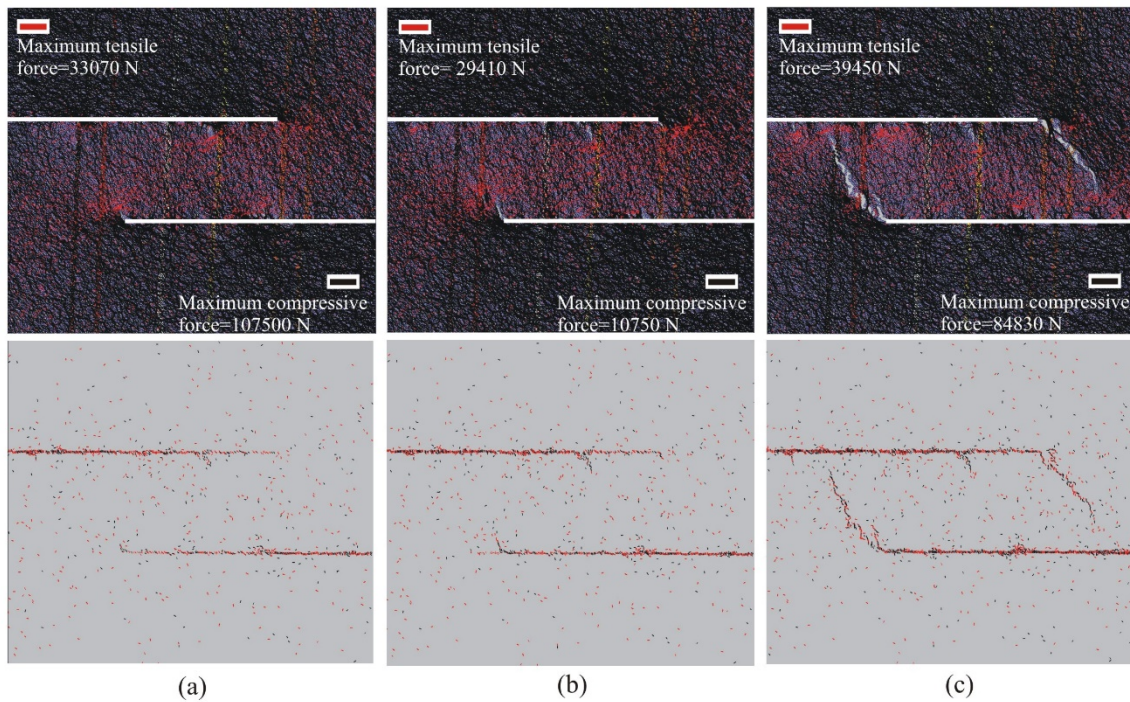 Maximum tensile
force=33070 N
Maximum compressive
force=107500 N
Maximum tensile
force= 29410 N
Maximum compressive
force=10750 N
Maximum tensile
force=39450 N
Maximum compressive
force=84830 N
(a)
(b)
(c)